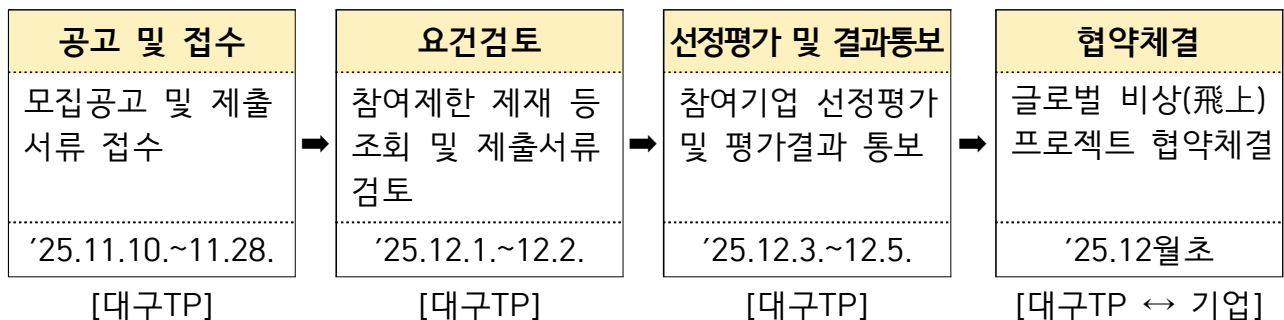 공고 및 접수
모집공고 및 제출
서류 접수
'25.11.10.~11.28.
[대구TP]
➡
요건검토
참여제한 제재 등
조회 및 제출서류
검토
'25.12.1.~12.2.
[대구TP]
➡
선정평가 및 결과통보
참여기업 선정평가
및 평가결과 통보
'25.12.3.~12.5.
[대구TP]
➡
협약체결
글로벌 비상(飛上)
프로젝트 협약체결
'25.12월초
[대구TP ↔ 기업]